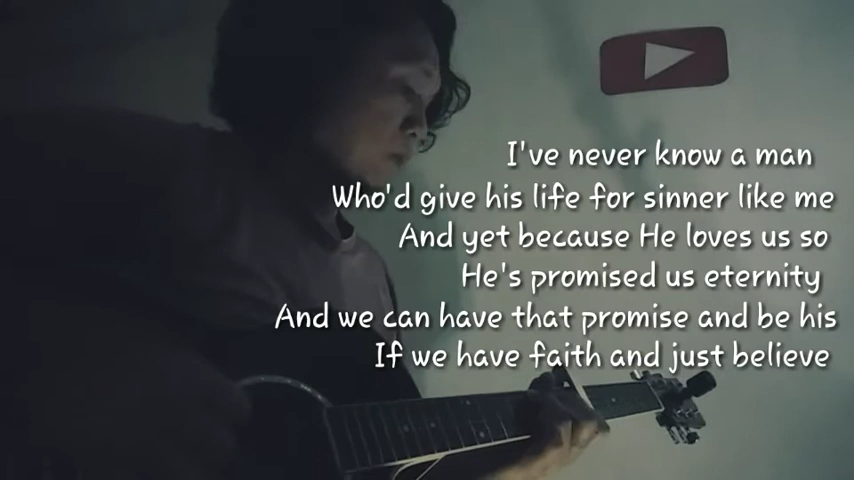 I've never know a man
Who'd give his life for sinner like me
And yet because He loves us so
He's promised us eternity
And we can have that promise and be his
If we have faith and just believe